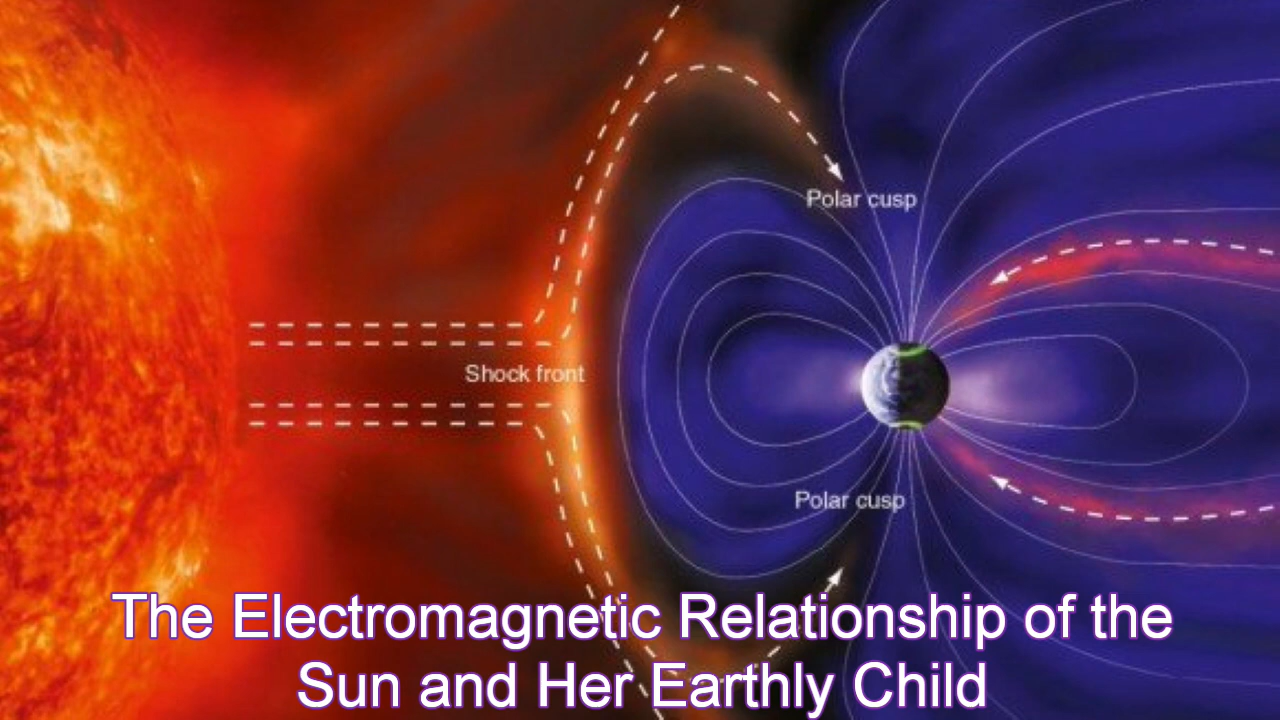 Polar cusp
Shock front
Polar cusp
The Electromagnetic Relationship of the
Sun and Her Earthly Child